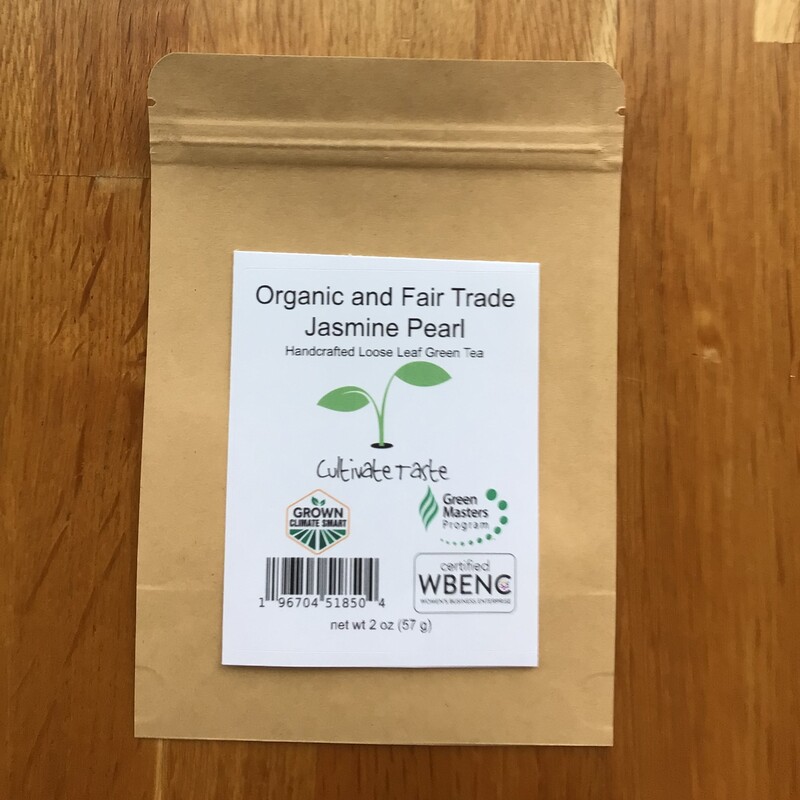 Organic and Fair Trade
Jasmine Pearl
Handcrafted Loose Leaf Green Tea
Cultivate Taste
GROWN
CLIMATE SMART
Green
Masters
Program
certified
WBENC
WOMEN'S BUSINESS ENTERPRISE
1 96704 51850 4
net wt 2 oz (57 g)